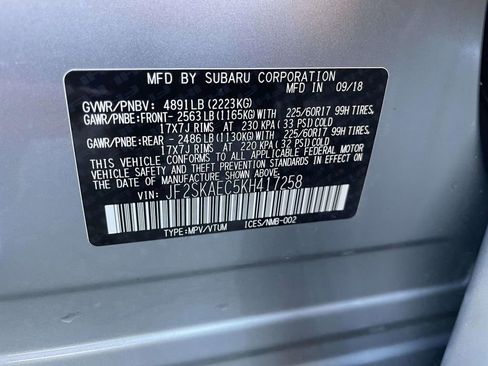 MFD BY SUBARU CORPORATION
MFD IN 09/18
GVWR/PNBV: 4891LB (2223KG)
GAWR/PNBE:FRONT- 2563LB (1165KG) WITH 225/60R17 99H TIRES,
17X7J RIMS AT 230 KPA (33 PSI) COLD
GAWR/PNBE:REAR - 2486LB (1130KG) WITH 225/60R17 99H TIRES,
17X7J RIMS AT 220 KPA (32 PSI) COLD
THIS VEHICLE CONFORMS TO ALL APPLICABLE FEDERAL MOTOR VEHICLE
SAFETY AND THEFT PREVENTION STANDARDS IN EFFECT ON THE DATE OF
MANUFACTURE SHOWN ABOVE.
VIN: JF2SKAEC5KH417258
TYPE:MPV/VTUM ICES/NMB-002